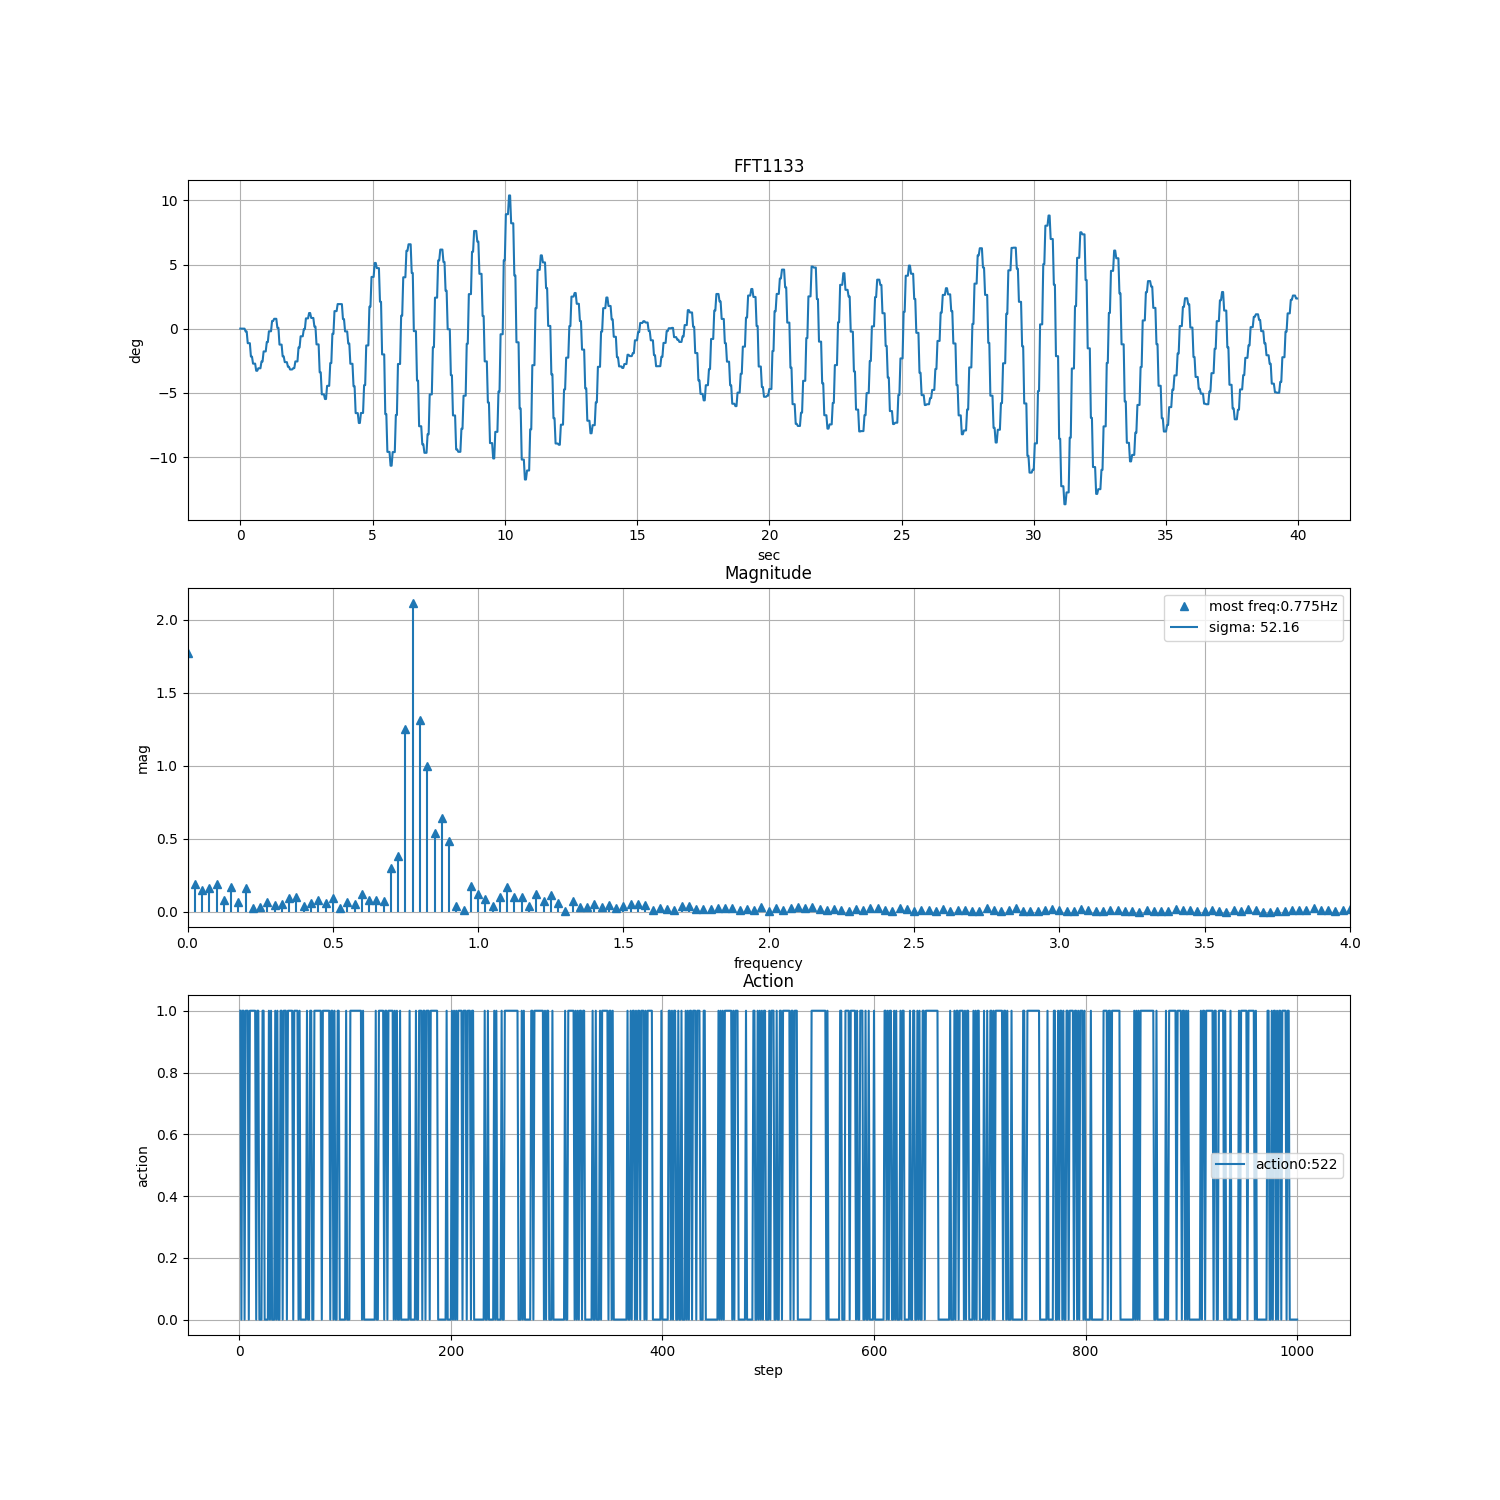 FFT1133
10
5
0
−5
−10
deg
0 5 10 15 20 25 30 35 40
sec
Magnitude
2.0
1.5
1.0
0.5
0.0
mag
most freq:0.775Hz
sigma: 52.16
0.0 0.5 1.0 1.5 2.0 2.5 3.0 3.5 4.0
frequency
Action
1.0
0.8
0.6
0.4
0.2
0.0
action
action0:522
0 200 400 600 800 1000
step